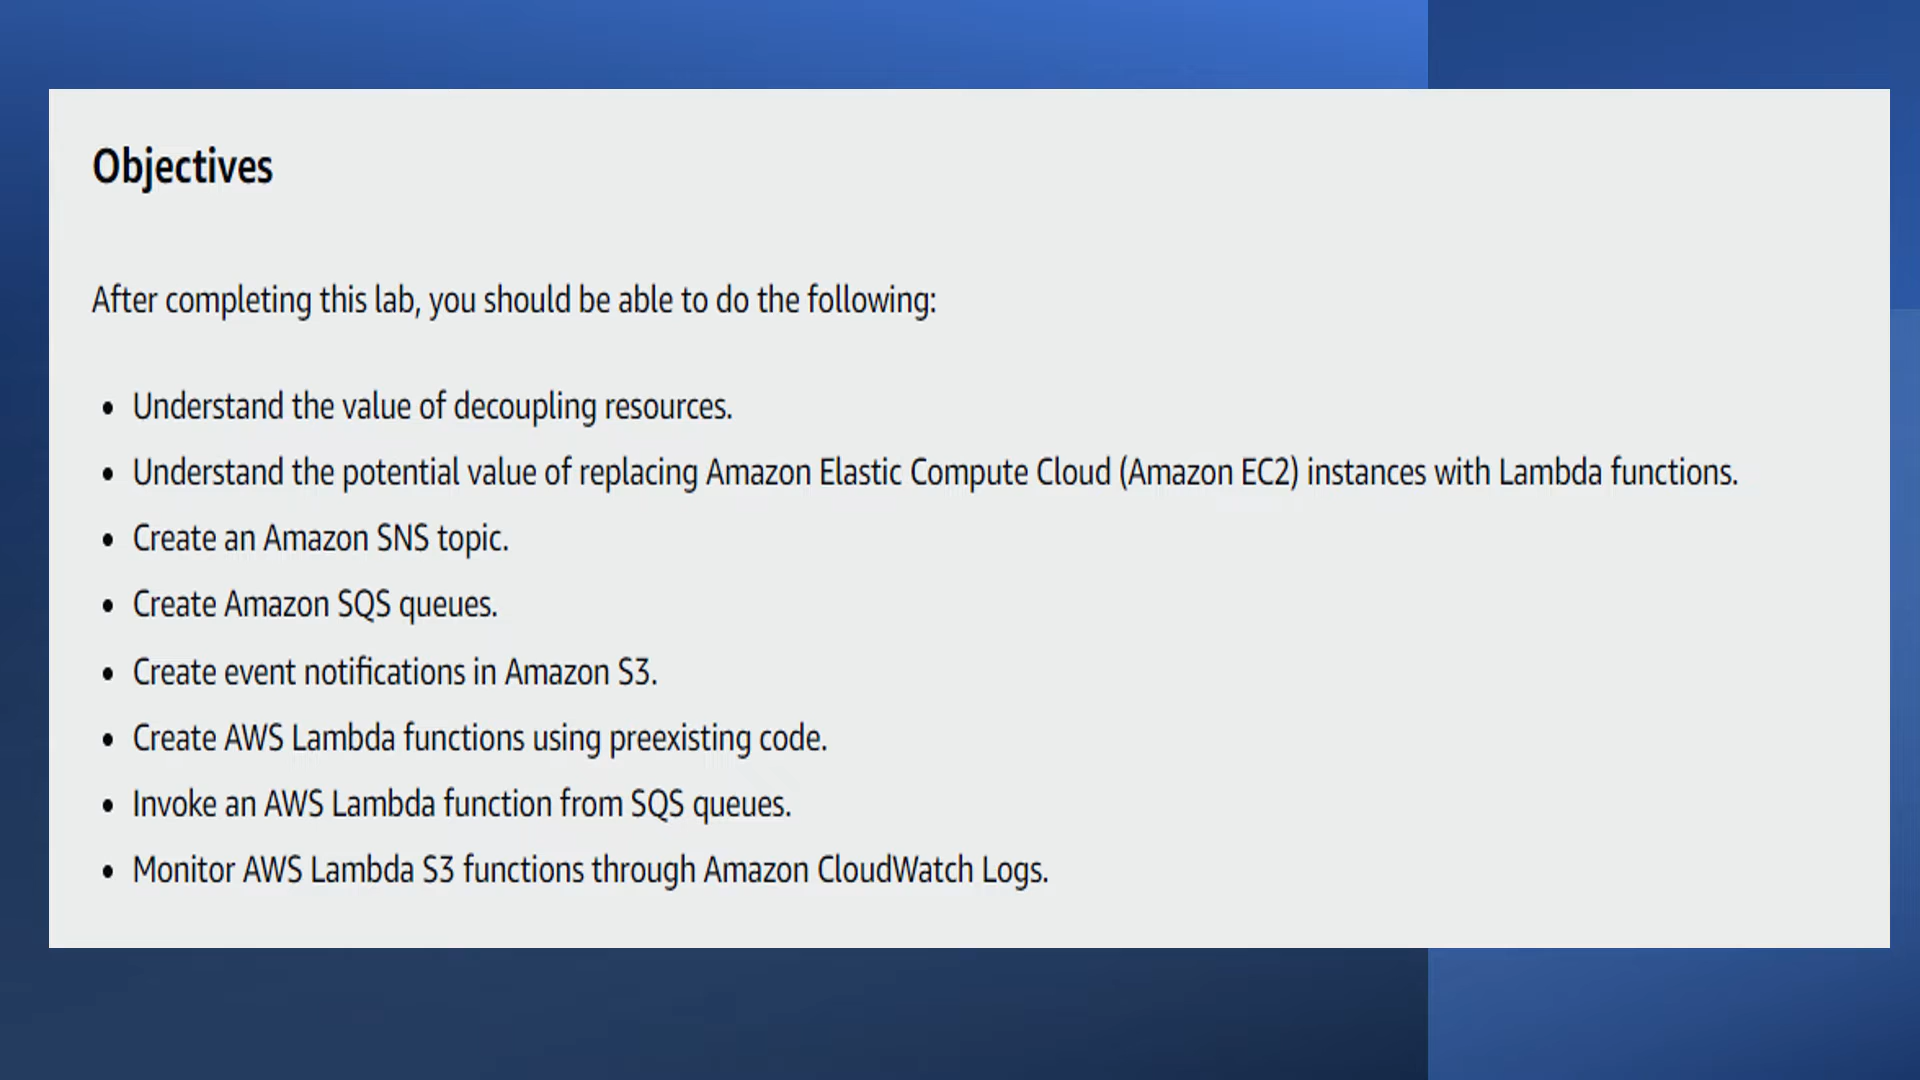 Objectives
After completing this lab, you should be able to do the following:
• Understand the value of decoupling resources.
• Understand the potential value of replacing Amazon Elastic Compute Cloud (Amazon EC2) instances with Lambda functions.
• Create an Amazon SNS topic.
• Create Amazon SQS queues.
• Create event notifications in Amazon S3.
• Create AWS Lambda functions using preexisting code.
• Invoke an AWS Lambda function from SQS queues.
• Monitor AWS Lambda S3 functions through Amazon CloudWatch Logs.